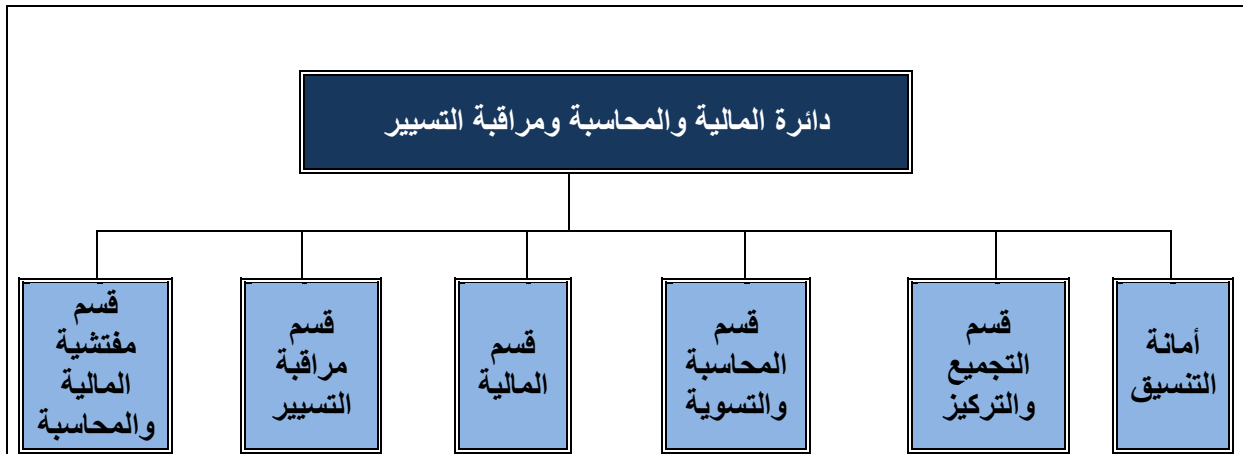 دائرة المالية والمحاسبة ومراقبة التسيير
أمانة
التنسيق
قسم
التجميع
والتركيز
قسم
المحاسبة
والتسوية
قسم
المالية
قسم
مراقبة
التسيير
قسم
مفتشية
المالية
والمحاسبة